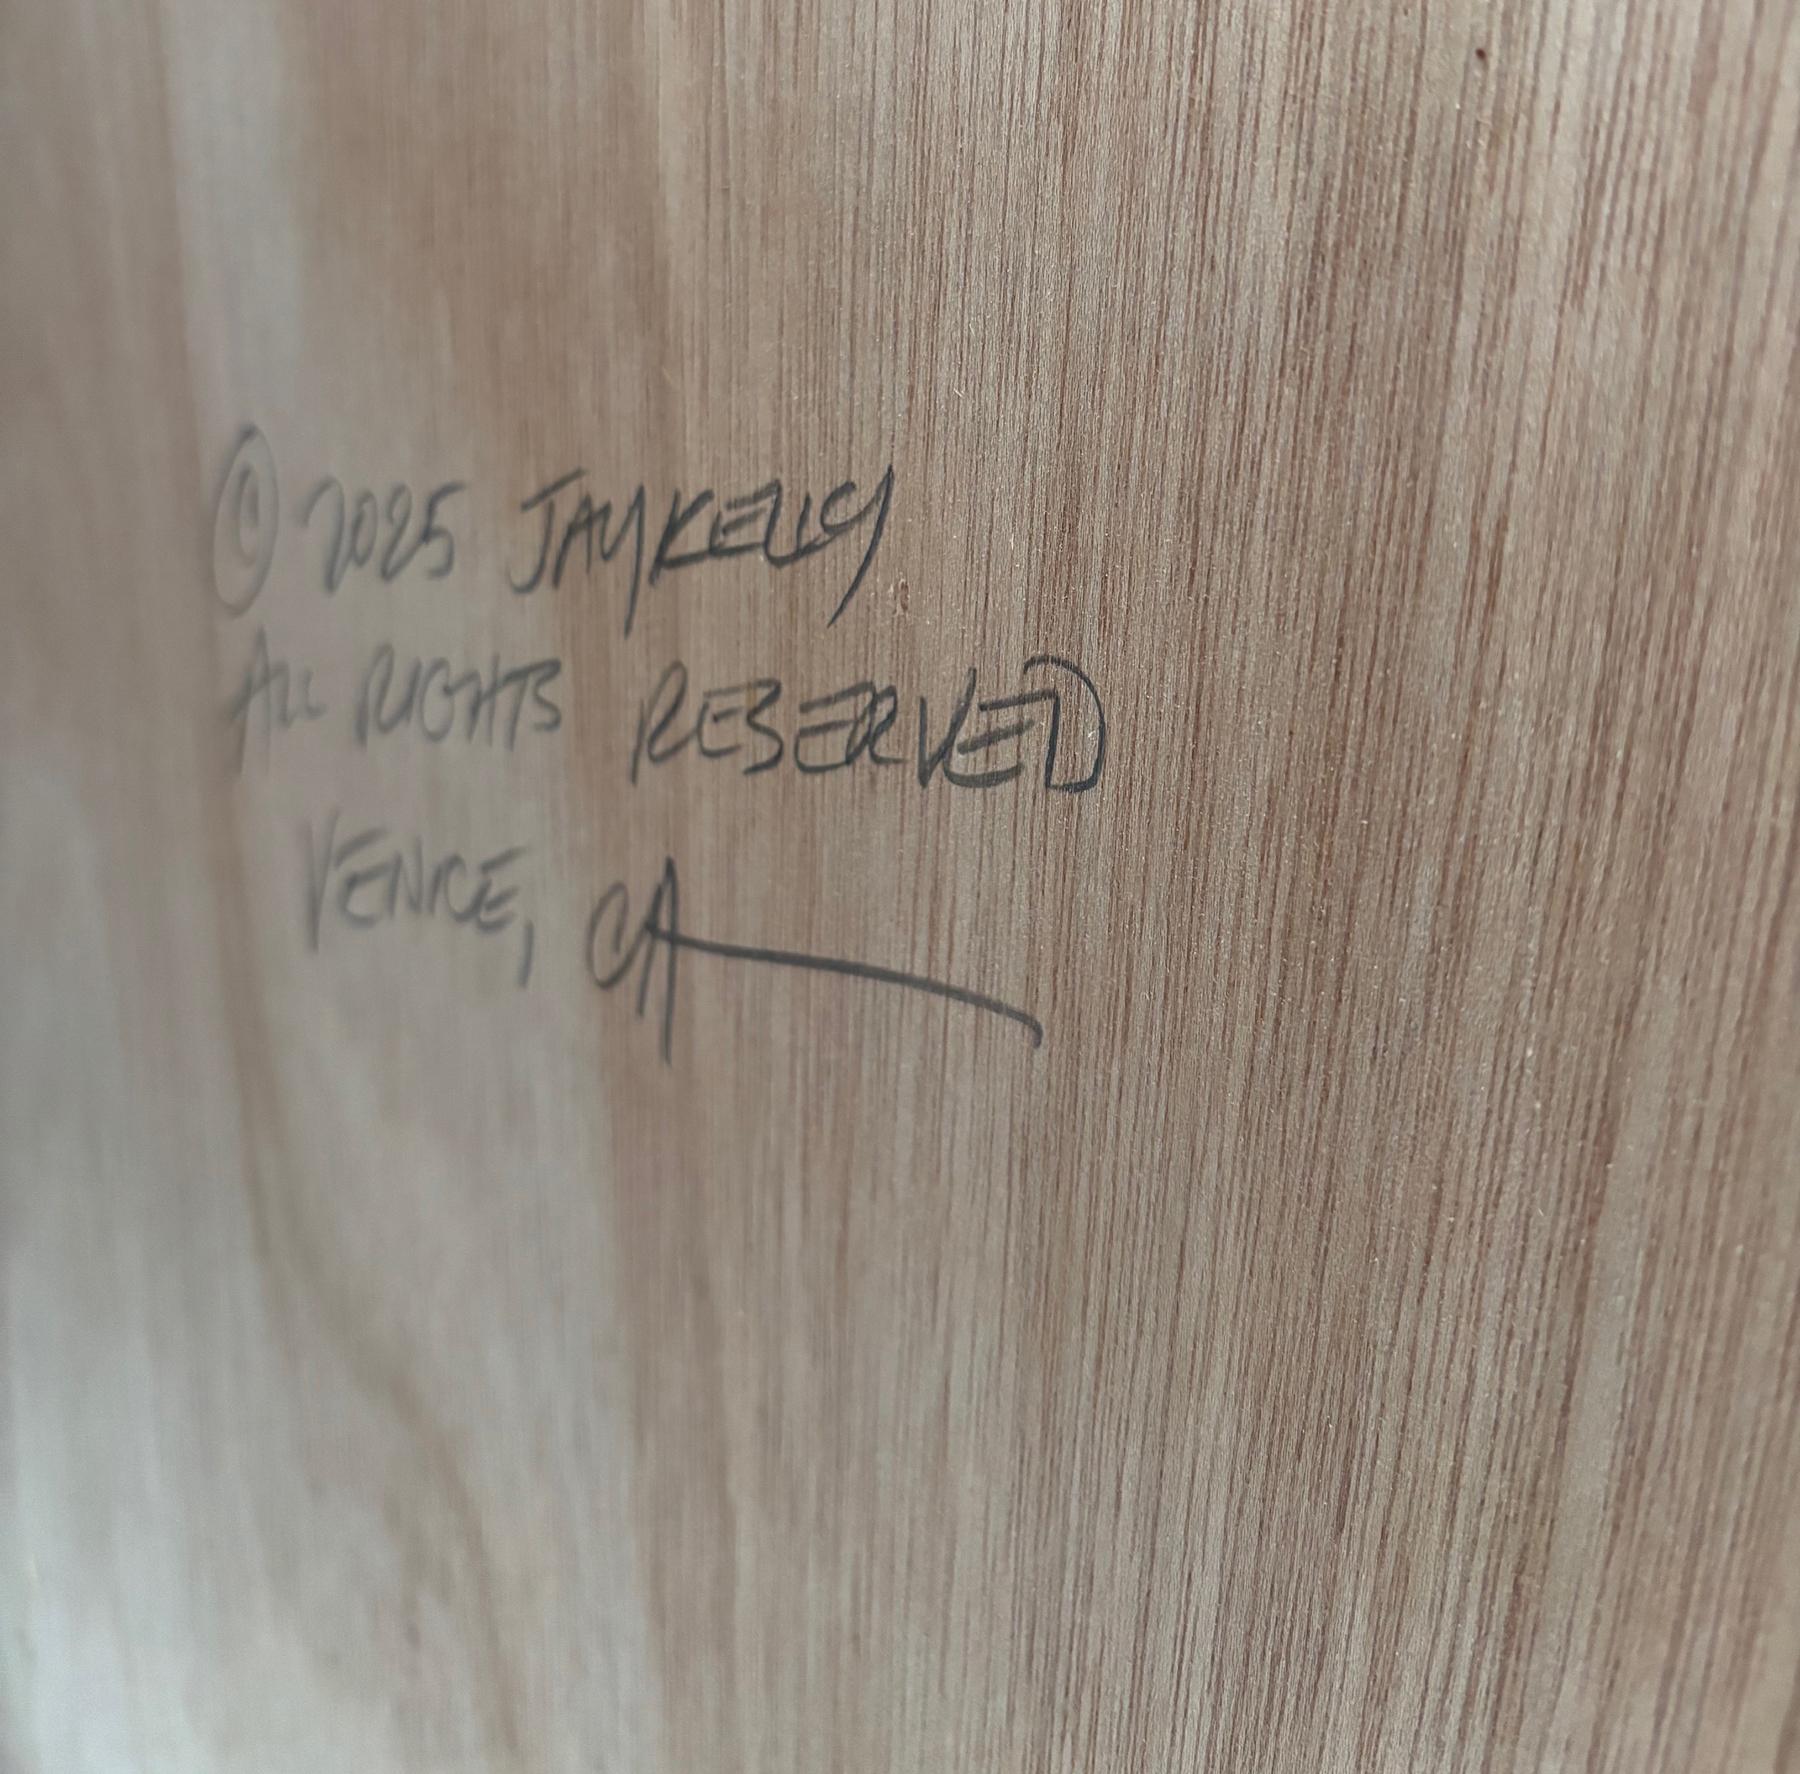 © 2025 JAY KELLY
ALL RIGHTS RESERVED
VENICE, CA